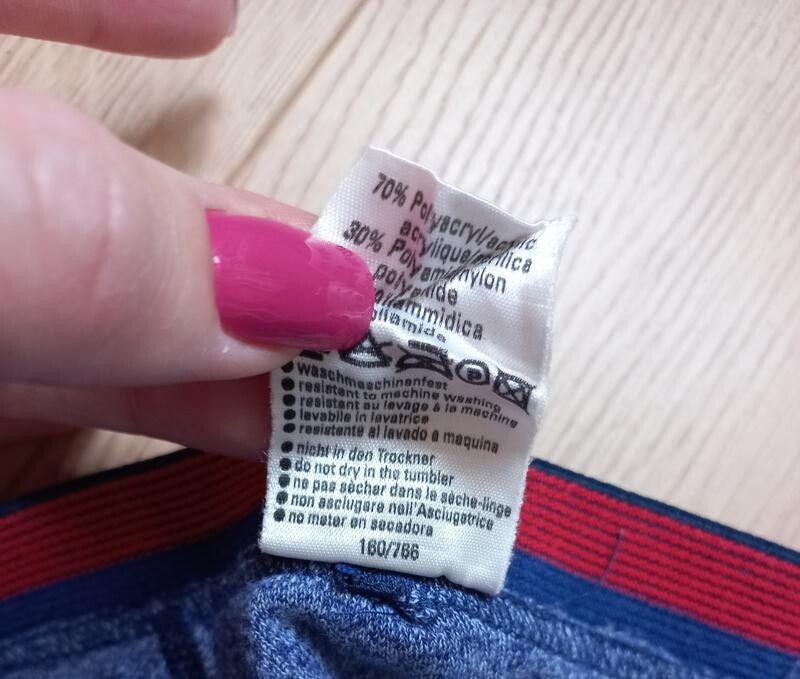 70% Polyacryl/acrylic
acrylique/acrilica
30% Polyamid/nylon
polyamide
poliammidica
poliamida
P
• waschmaschinenfest
• resistent to machine washing
• resistant au lavage à la machine
• lavabile in lavatrice
• resistente al lavado a maquina
• nicht in den Trockner
• do not dry in the tumbler
• ne pas sécher dans le sèche-linge
• non asciugare nell'Asciugatrice
• no meter en secadora
160/766